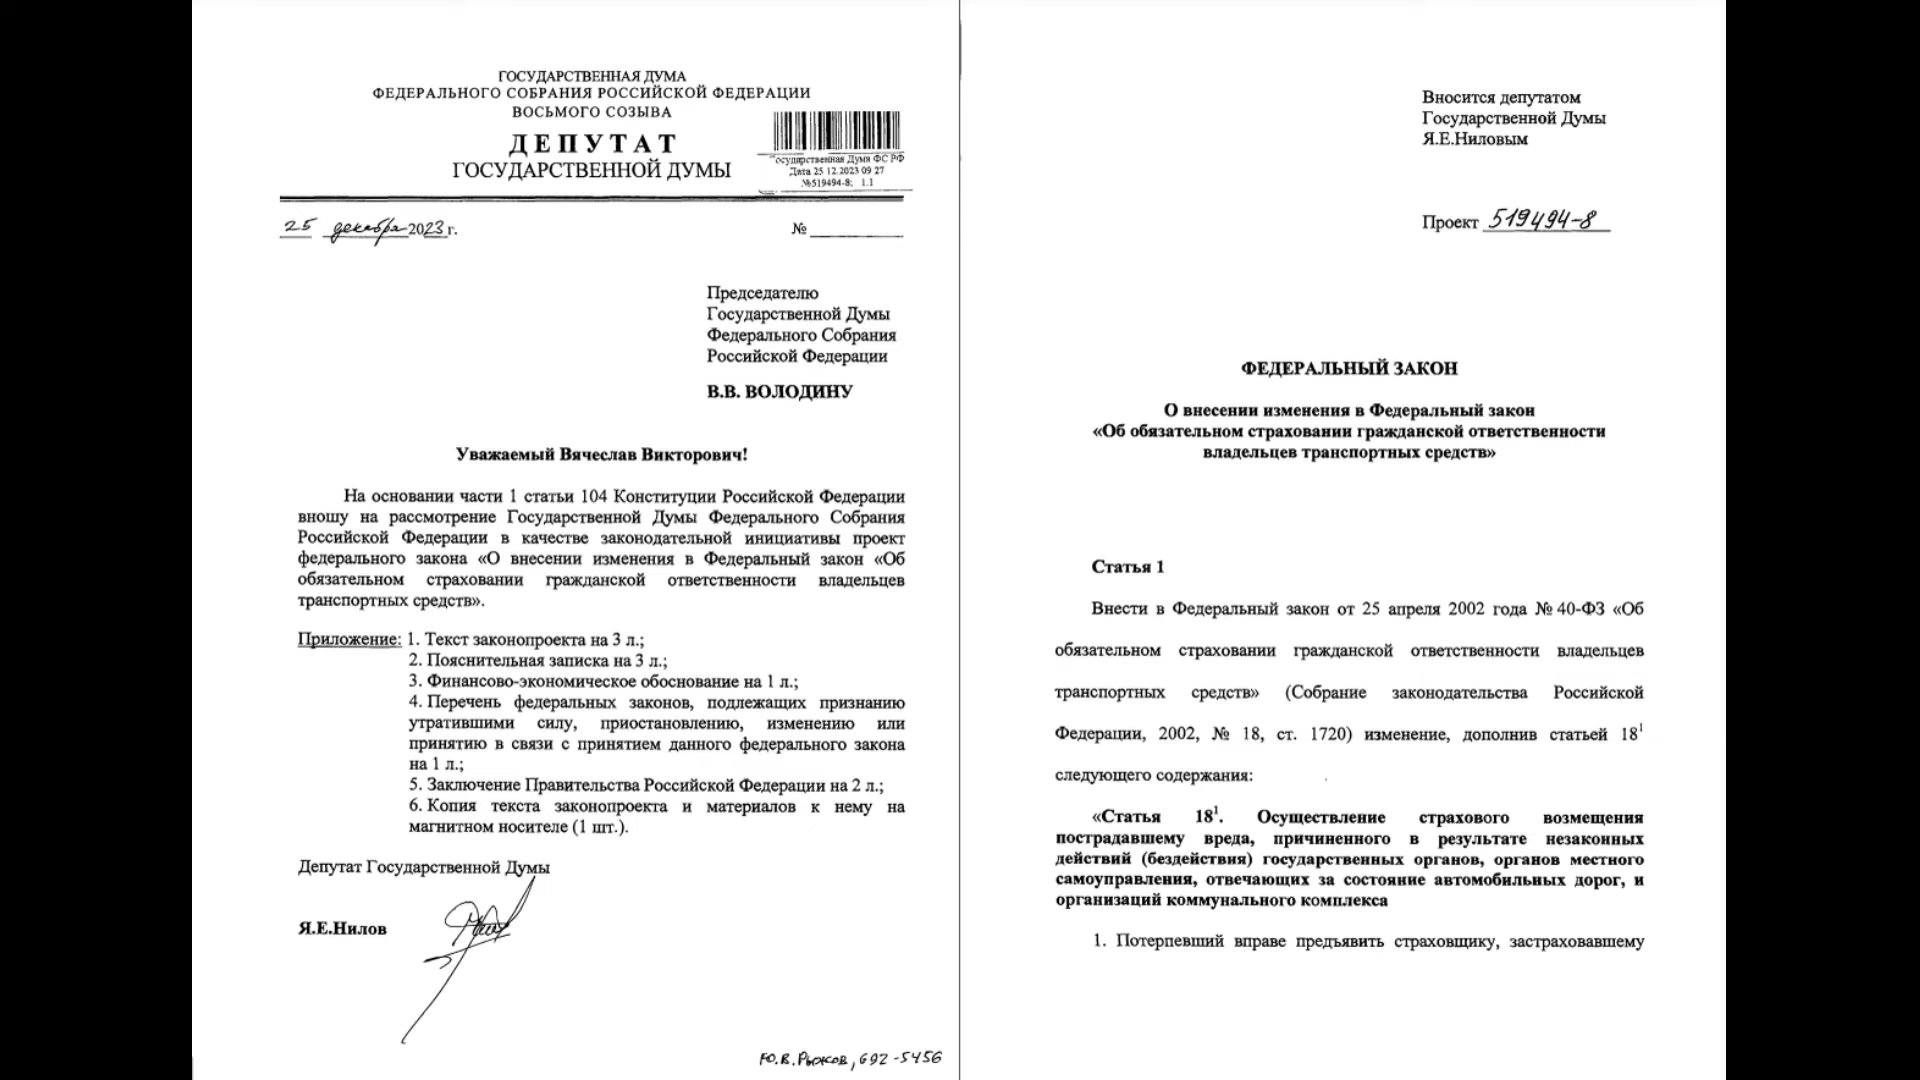 ГОСУДАРСТВЕННАЯ ДУМА
ФЕДЕРАЛЬНОГО СОБРАНИЯ РОССИЙСКОЙ ФЕДЕРАЦИИ
ВОСЬМОГО СОЗЫВА
ДЕПУТАТ
ГОСУДАРСТВЕННОЙ ДУМЫ
Государственная Дума ФС РФ
Дата 25 12.2023 09 27
№519494-8; 1.1
25 декабря 2023 г.
№
Председателю
Государственной Думы
Федерального Собрания
Российской Федерации
В.В. ВОЛОДИНУ
Уважаемый Вячеслав Викторович!
На основании части 1 статьи 104 Конституции Российской Федерации
вношу на рассмотрение Государственной Думы Федерального Собрания
Российской Федерации в качестве законодательной инициативы проект
федерального закона «О внесении изменения в Федеральный закон «Об
обязательном страховании гражданской ответственности владельцев
транспортных средств».
Приложение: 1. Текст законопроекта на 3 л.;
2. Пояснительная записка на 3 л.;
3. Финансово-экономическое обоснование на 1 л.;
4. Перечень федеральных законов, подлежащих признанию
утратившими силу, приостановлению, изменению или
принятию в связи с принятием данного федерального закона
на 1 л.;
5. Заключение Правительства Российской Федерации на 2 л.;
6. Копия текста законопроекта и материалов к нему на
магнитном носителе (1 шт.).
Депутат Государственной Думы
Я.Е.Нилов
Ю.В.Рыжов, 692-5456
Вносится депутатом
Государственной Думы
Я.Е.Ниловым
Проект 519494-8
ФЕДЕРАЛЬНЫЙ ЗАКОН
О внесении изменения в Федеральный закон
«Об обязательном страховании гражданской ответственности
владельцев транспортных средств»
Статья 1
Внести в Федеральный закон от 25 апреля 2002 года № 40-ФЗ «Об
обязательном страховании гражданской ответственности владельцев
транспортных средств» (Собрание законодательства Российской
Федерации, 2002, № 18, ст. 1720) изменение, дополнив статьей 18¹
следующего содержания:
«Статья 18¹. Осуществление страхового возмещения
пострадавшему вреда, причиненного в результате незаконных
действий (бездействия) государственных органов, органов местного
самоуправления, отвечающих за состояние автомобильных дорог, и
организаций коммунального комплекса
1. Потерпевший вправе предъявить страховщику, застраховавшему